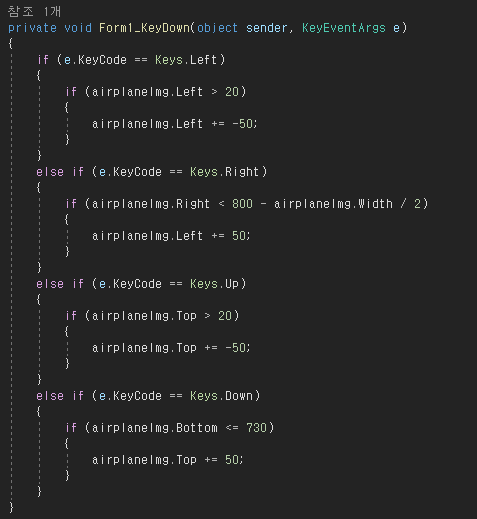 참조 1개
private void Form1_KeyDown(object sender, KeyEventArgs e)
{
    if (e.KeyCode == Keys.Left)
    {
        if (airplaneImg.Left > 20)
        {
            airplaneImg.Left += -50;
        }
    }
    else if (e.KeyCode == Keys.Right)
    {
        if (airplaneImg.Right < 800 - airplaneImg.Width / 2)
        {
            airplaneImg.Left += 50;
        }
    }
    else if (e.KeyCode == Keys.Up)
    {
        if (airplaneImg.Top > 20)
        {
            airplaneImg.Top += -50;
        }
    }
    else if (e.KeyCode == Keys.Down)
    {
        if (airplaneImg.Bottom <= 730)
        {
            airplaneImg.Top += 50;
        }
    }
}